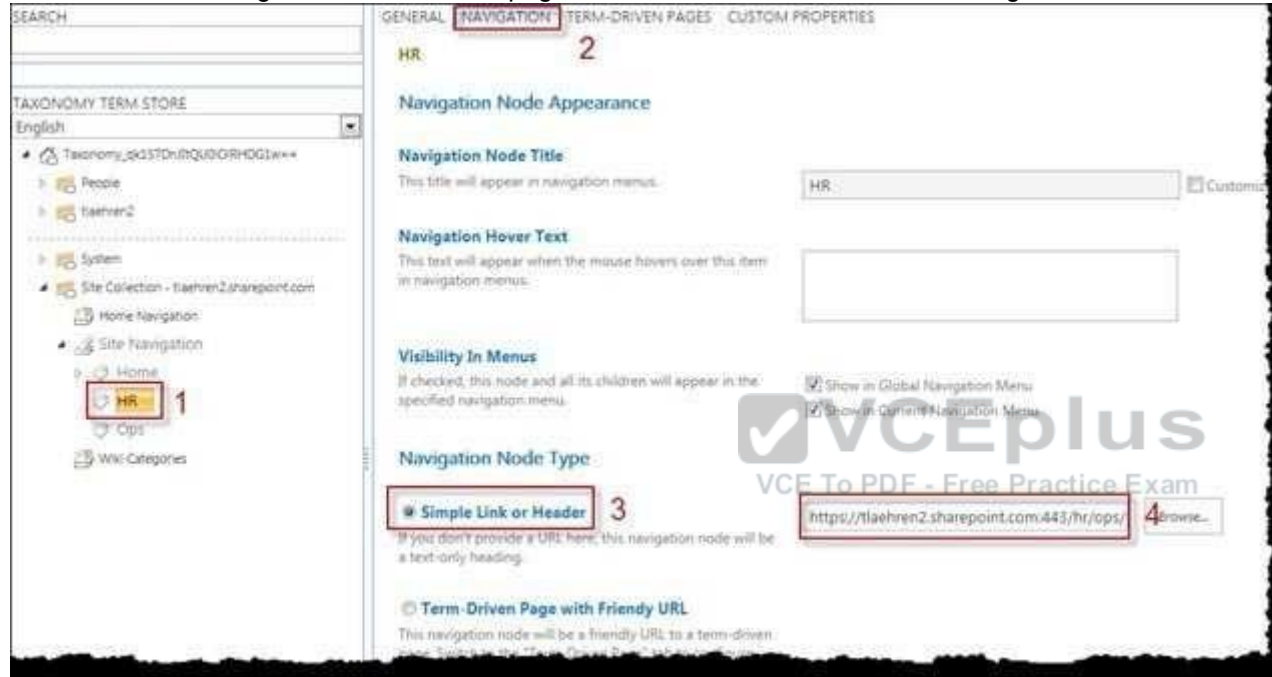 SEARCH
GENERAL NAVIGATION TERM-DRIVEN PAGES CUSTOM PROPERTIES
2
HR
TAXONOMY TERM STORE
English
People
tlaehren2
System
Site Collection - tlaehren2.sharepoint.com
Home Navigation
Site Navigation
Home
HR 1
Ops
Wiki Categories
Navigation Node Appearance
Navigation Node Title
This title will appear in navigation menus.
HR
Customiz
Navigation Hover Text
This text will appear when the mouse hovers over this item
in navigation menus.
Visibility In Menus
If checked, this node and all its children will appear in the
specified navigation menu.
Show in Global Navigation Menu
Show in Current Navigation Menu
VCEplus
VCE To PDF - Free Practice Exam
Navigation Node Type
Simple Link or Header 3
https://tlaehren2.sharepoint.com:443/hr/ops/ 4 Browse...
If you don't provide a URL here, this navigation node will be
a text-only heading.
Term-Driven Page with Friendy URL
This navigation node will be a friendly URL to a term-driven